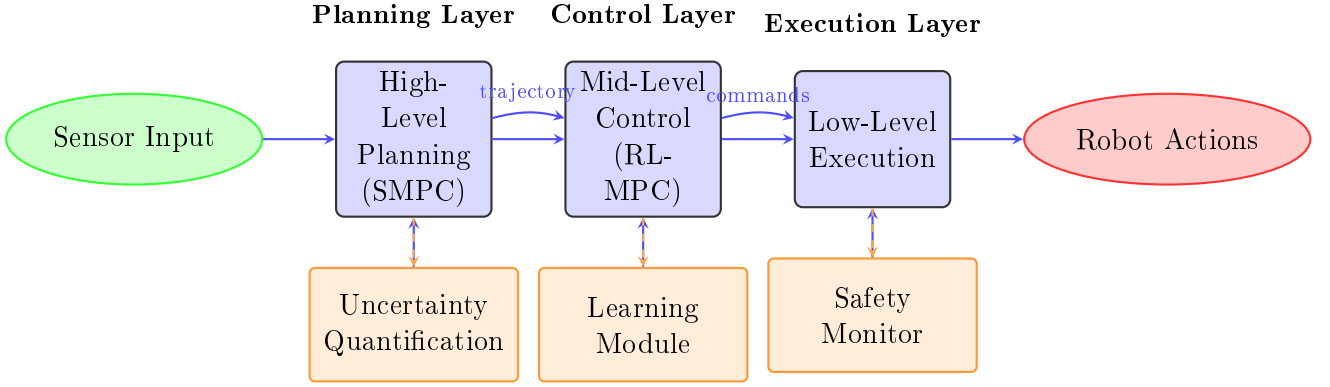 Planning Layer
Control Layer
Execution Layer
Sensor Input
High-
Level
Planning
(SMPC)
trajectory
Mid-Level
Control
(RL-
MPC)
commands
Low-Level
Execution
Robot Actions
Uncertainty
Quantification
Learning
Module
Safety
Monitor